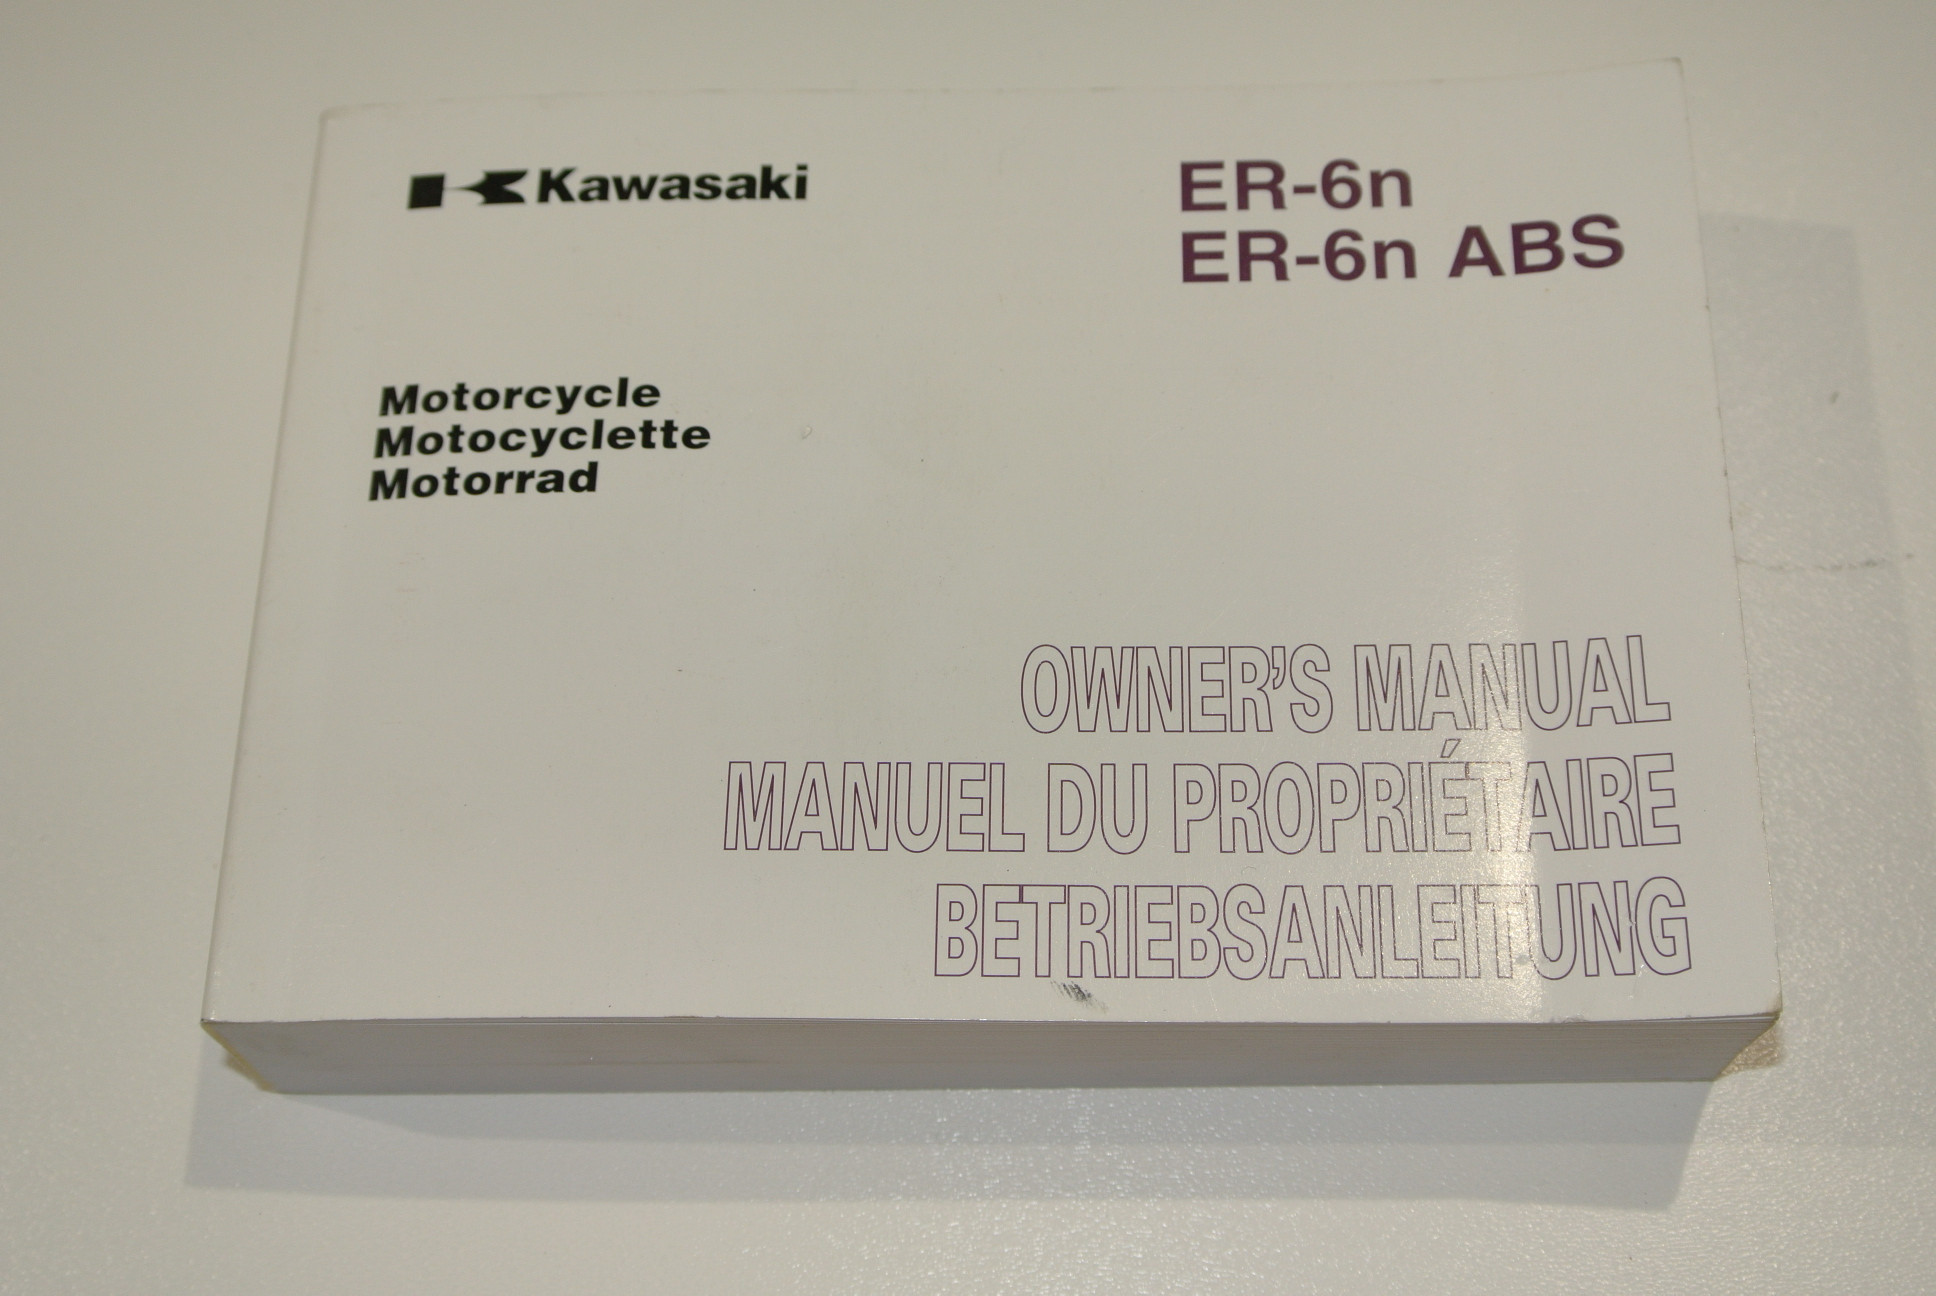 Kawasaki
ER-6n
ER-6n ABS
Motorcycle
Motocyclette
Motorrad
OWNER'S MANUAL
MANUEL DU PROPRIÉTAIRE
BETRIEBSANLEITUNG